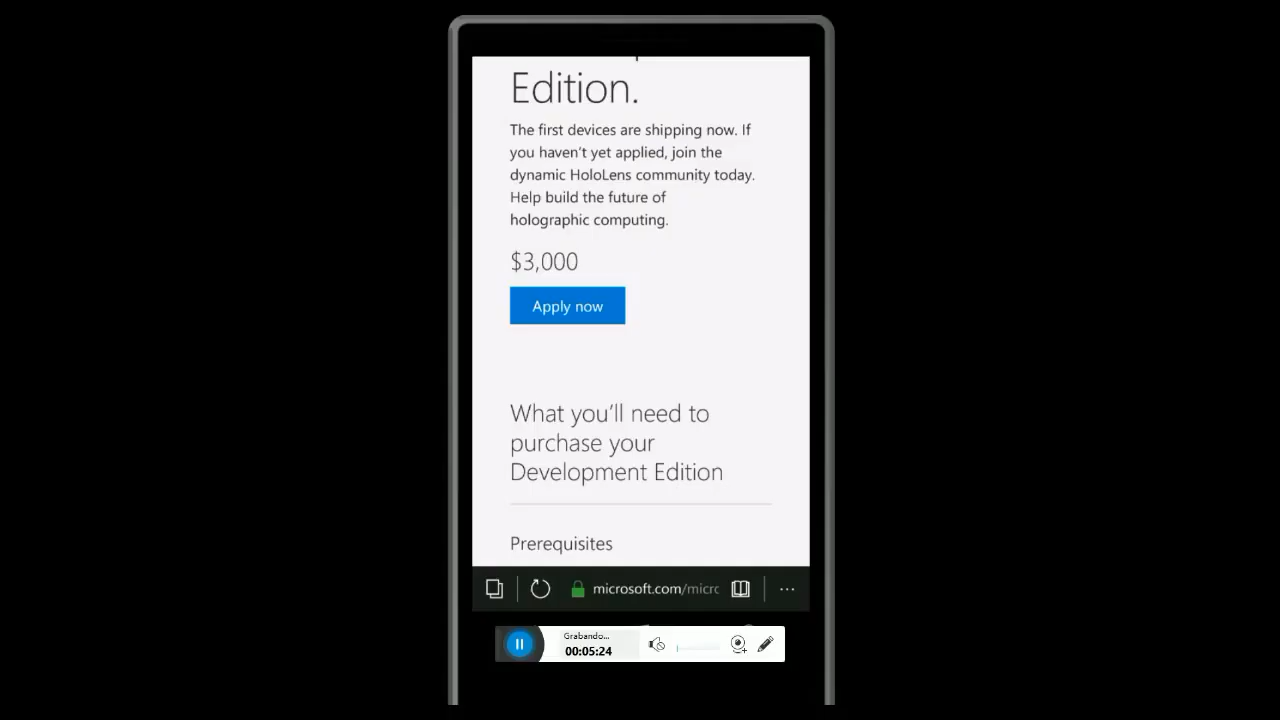 Edition.
The first devices are shipping now. If
you haven't yet applied, join the
dynamic HoloLens community today.
Help build the future of
holographic computing.
$3,000
Apply now
What you'll need to
purchase your
Development Edition
Prerequisites
microsoft.com/micro
Grabando...
00:05:24